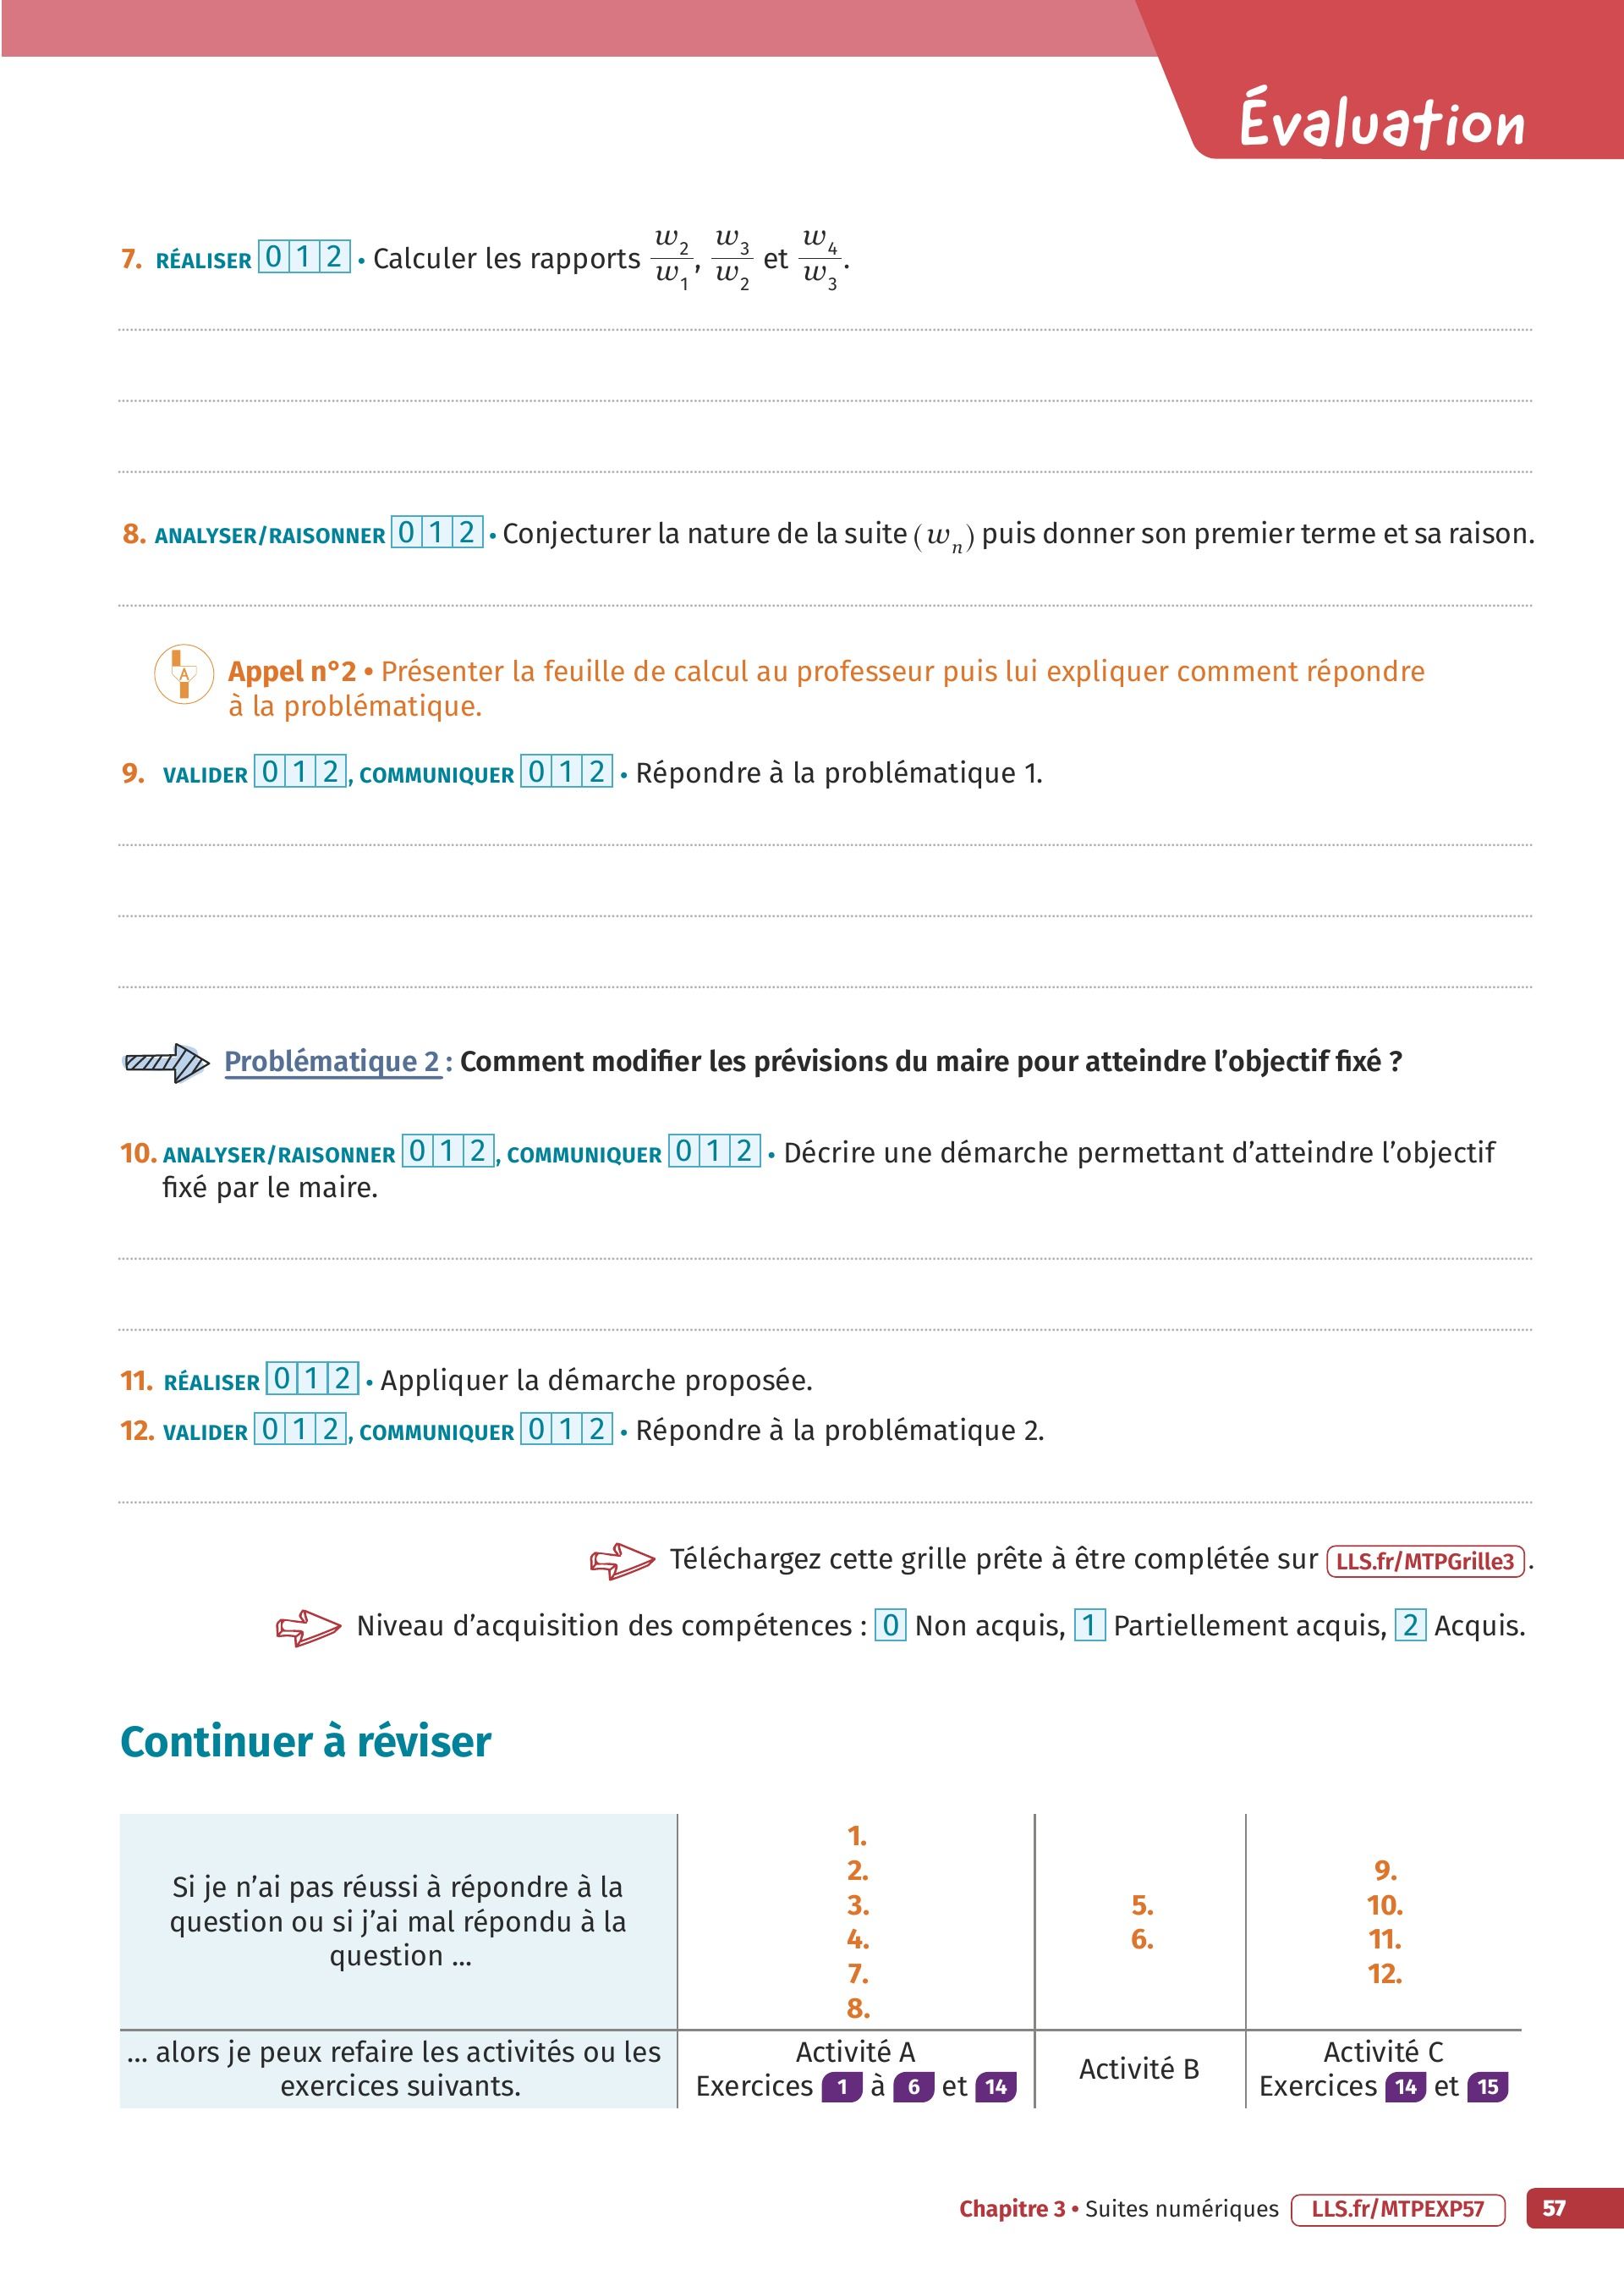 Évaluation
7. RÉALISER 0 1 2 • Calculer les rapports w2/w1, w3/w2 et w4/w3.
8. ANALYSER/RAISONNER 0 1 2 • Conjecturer la nature de la suite (wn) puis donner son premier terme et sa raison.
A
Appel n°2 • Présenter la feuille de calcul au professeur puis lui expliquer comment répondre
à la problématique.
9. VALIDER 0 1 2, COMMUNIQUER 0 1 2 • Répondre à la problématique 1.
Problématique 2 : Comment modifier les prévisions du maire pour atteindre l’objectif fixé ?
10. ANALYSER/RAISONNER 0 1 2, COMMUNIQUER 0 1 2 • Décrire une démarche permettant d’atteindre l’objectif
fixé par le maire.
11. RÉALISER 0 1 2 • Appliquer la démarche proposée.
12. VALIDER 0 1 2, COMMUNIQUER 0 1 2 • Répondre à la problématique 2.
Téléchargez cette grille prête à être complétée sur LLS.fr/MTPGrille3.
Niveau d’acquisition des compétences : 0 Non acquis, 1 Partiellement acquis, 2 Acquis.
Continuer à réviser
Si je n’ai pas réussi à répondre à la
question ou si j’ai mal répondu à la
question ...
1.
2.
3.
4.
7.
8.
5.
6.
9.
10.
11.
12.
... alors je peux refaire les activités ou les
exercices suivants.
Activité A
Exercices 1 à 6 et 14
Activité B
Activité C
Exercices 14 et 15
Chapitre 3 • Suites numériques LLS.fr/MTPEXP57 57